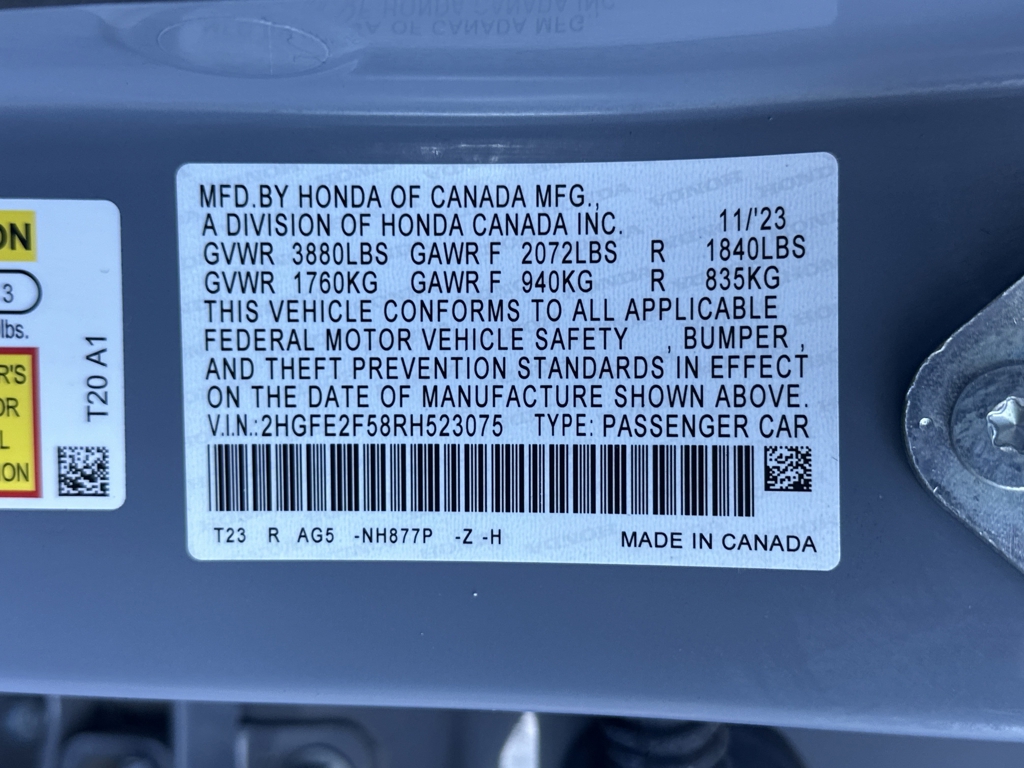 MFD.BY HONDA OF CANADA MFG.,
A DIVISION OF HONDA CANADA INC. 11/'23
GVWR 3880LBS GAWR F 2072LBS R 1840LBS
GVWR 1760KG GAWR F 940KG R 835KG
THIS VEHICLE CONFORMS TO ALL APPLICABLE
FEDERAL MOTOR VEHICLE SAFETY , BUMPER ,
AND THEFT PREVENTION STANDARDS IN EFFECT
ON THE DATE OF MANUFACTURE SHOWN ABOVE.
V.I.N.:2HGFE2F58RH523075 TYPE: PASSENGER CAR
T23 R AG5 -NH877P -Z -H MADE IN CANADA
ON
3
lbs.
R'S
OR
L
ION
T20 A1